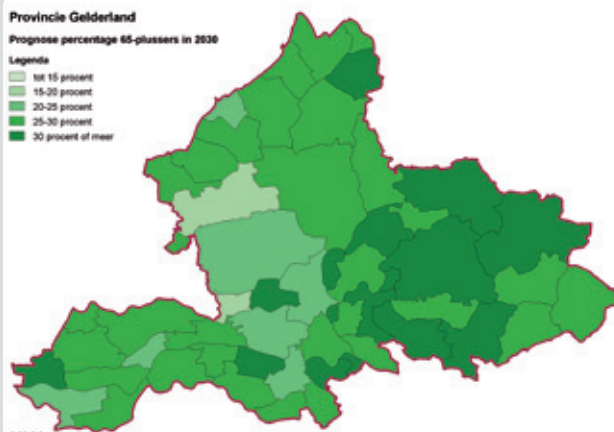 Provincie Gelderland
Prognose percentage 65-plussers in 2030
Legenda
tot 15 procent
15-20 procent
20-25 procent
25-30 procent
30 procent of meer